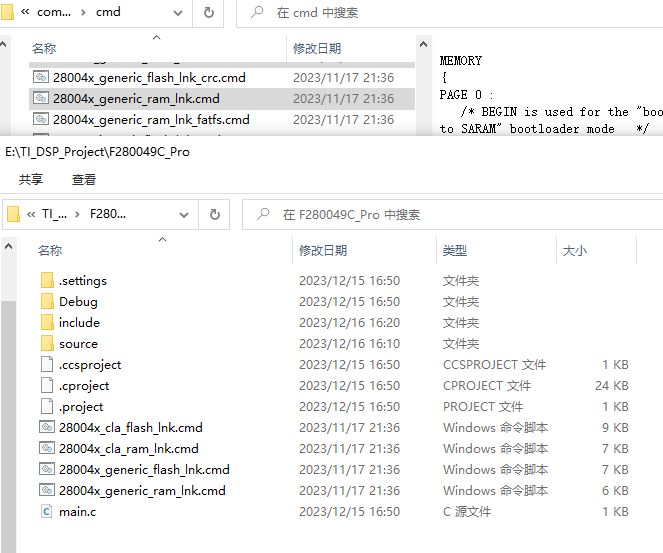 com... cmd 在 cmd 中搜索
名称 修改日期
28004x_generic_flash_lnk_crc.cmd 2023/11/17 21:36
28004x_generic_ram_lnk.cmd 2023/11/17 21:36
28004x_generic_ram_lnk_fatfs.cmd 2023/11/17 21:36
MEMORY
{
PAGE 0 :
/* BEGIN is used for the "boo
to SARAM" bootloader mode */
E:\TI_DSP_Project\F280049C_Pro
共享 查看
« TI_... F280... 在 F280049C_Pro 中搜索
名称 修改日期 类型 大小
.settings 2023/12/15 16:50 文件夹
Debug 2023/12/15 16:50 文件夹
include 2023/12/16 16:20 文件夹
source 2023/12/16 16:10 文件夹
.ccsproject 2023/12/15 16:50 CCSPROJECT 文件 1 KB
.cproject 2023/12/15 16:50 CPROJECT 文件 24 KB
.project 2023/12/15 16:50 PROJECT 文件 1 KB
28004x_cla_flash_lnk.cmd 2023/11/17 21:36 Windows 命令脚本 9 KB
28004x_cla_ram_lnk.cmd 2023/11/17 21:36 Windows 命令脚本 7 KB
28004x_generic_flash_lnk.cmd 2023/11/17 21:36 Windows 命令脚本 7 KB
28004x_generic_ram_lnk.cmd 2023/11/17 21:36 Windows 命令脚本 6 KB
main.c 2023/12/15 16:50 C 源文件 1 KB